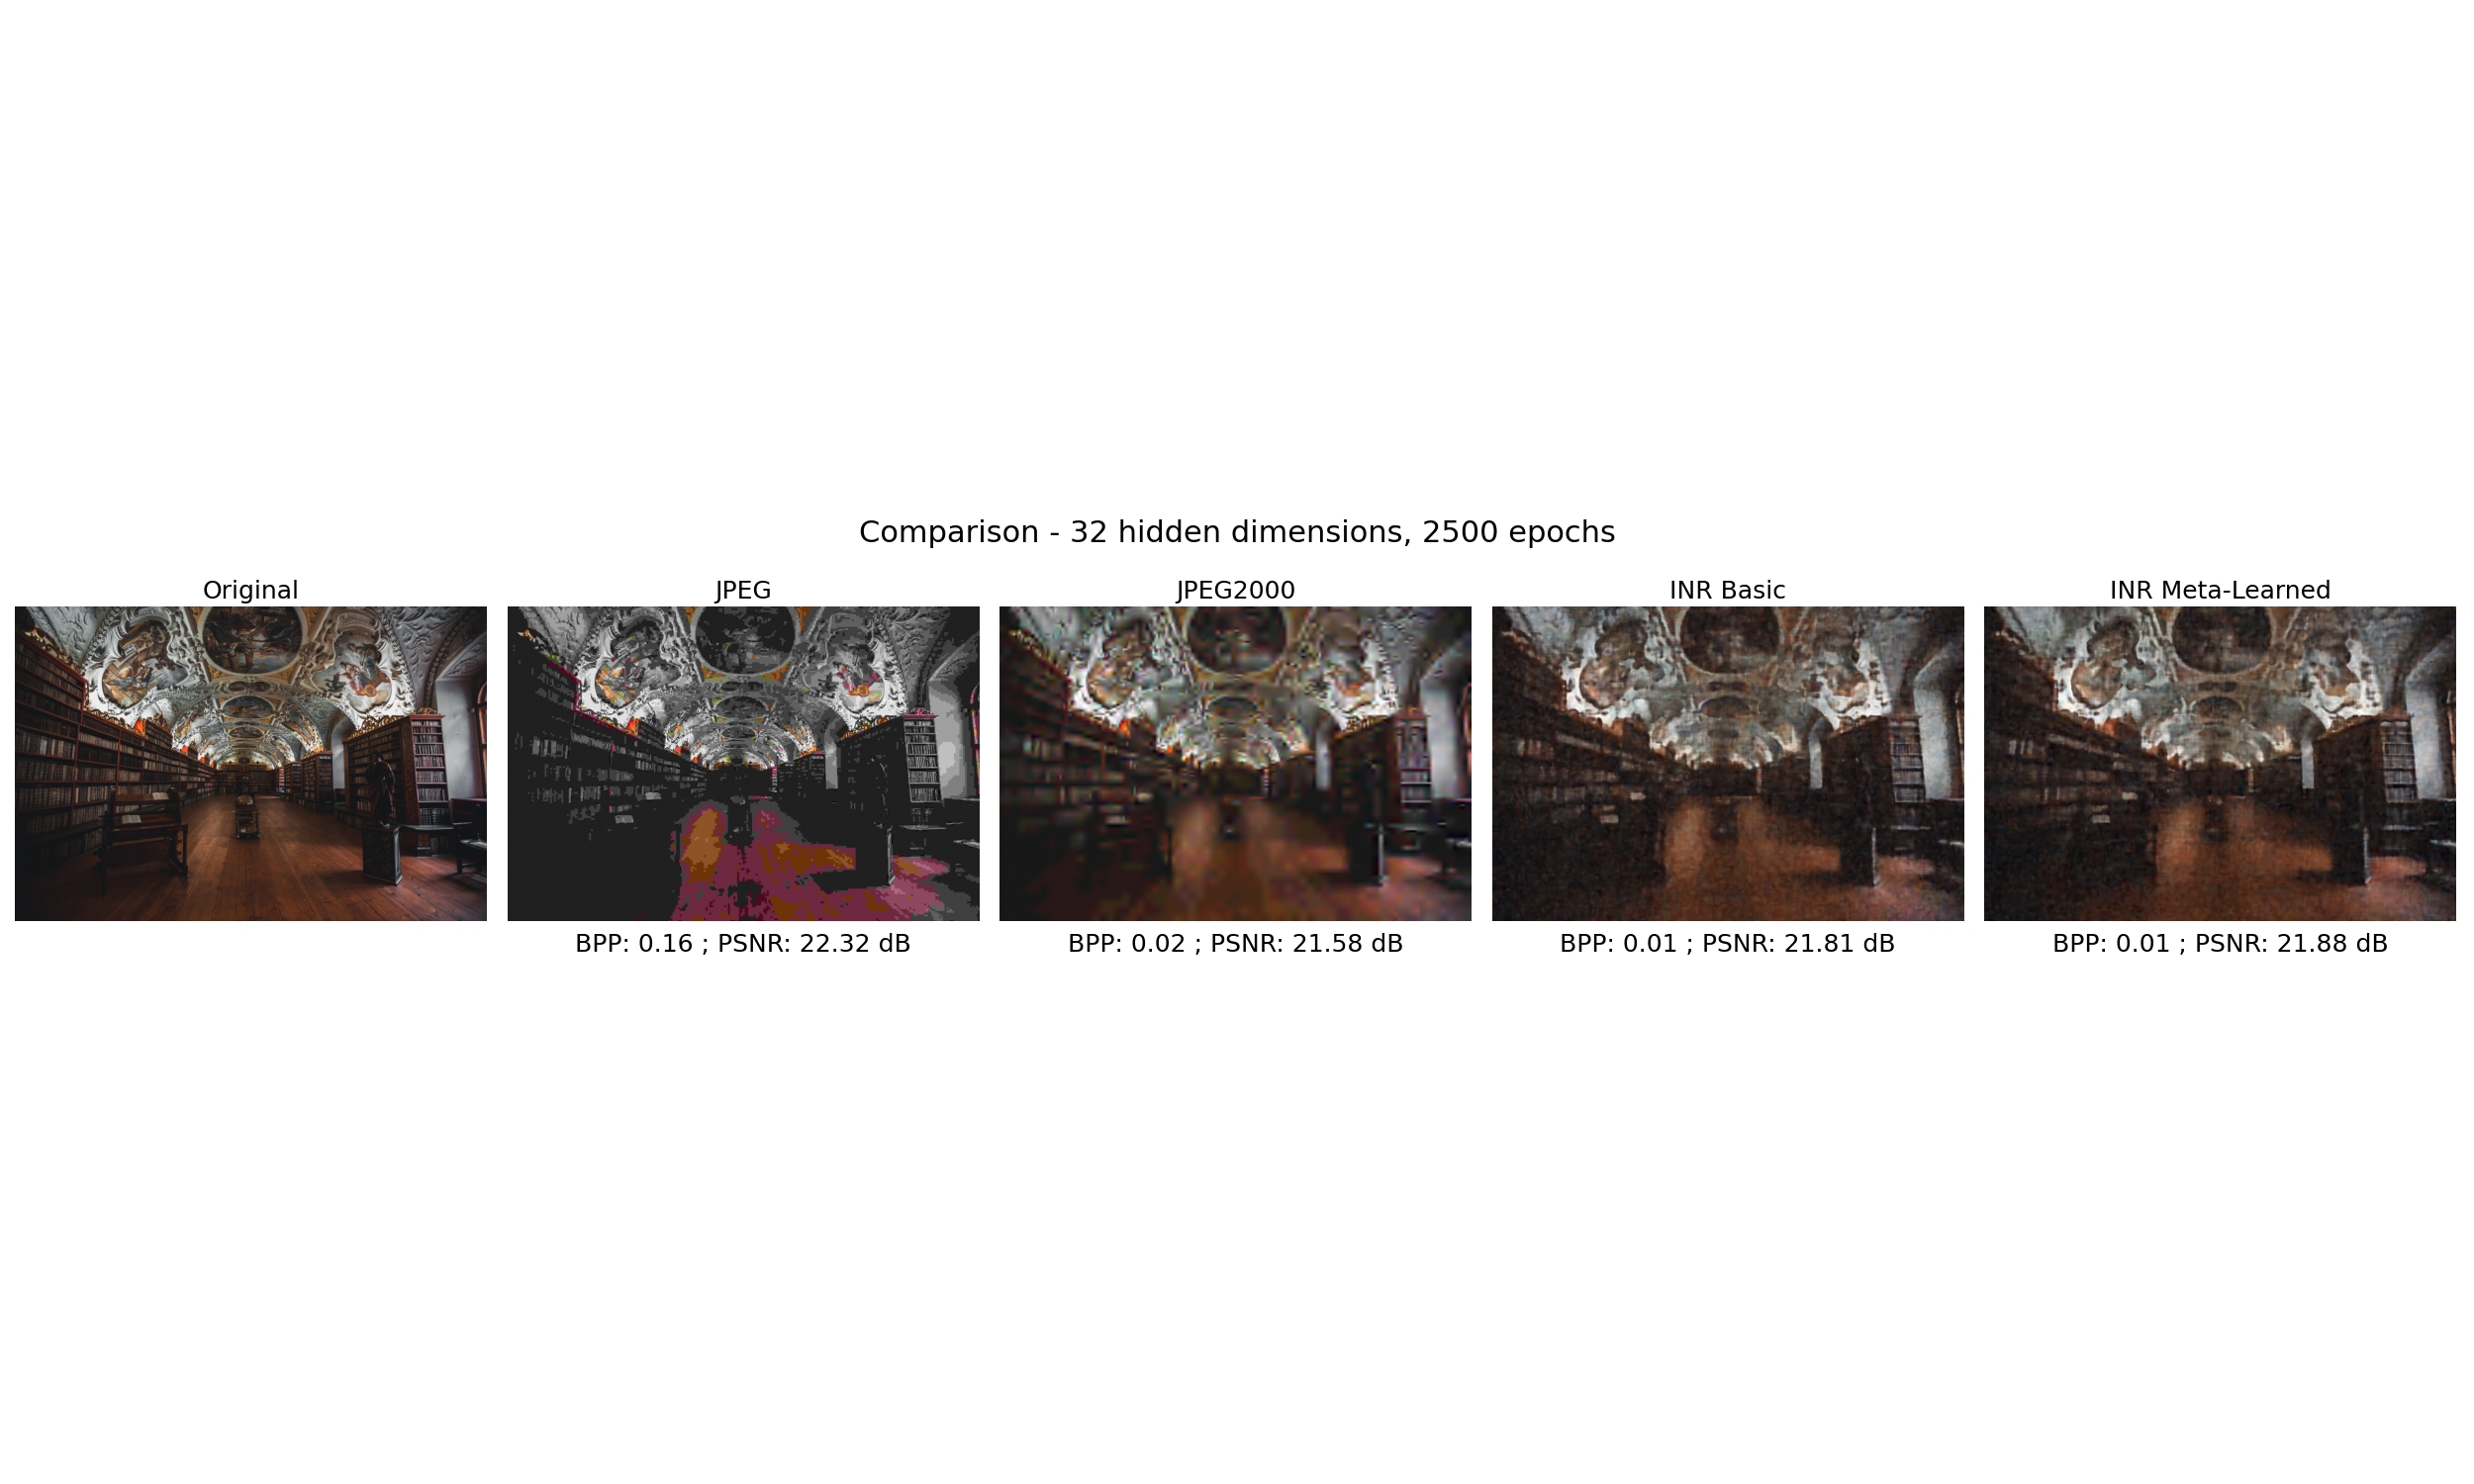 Comparison - 32 hidden dimensions, 2500 epochs
Original
JPEG
JPEG2000
INR Basic
INR Meta-Learned
BPP: 0.16 ; PSNR: 22.32 dB
BPP: 0.02 ; PSNR: 21.58 dB
BPP: 0.01 ; PSNR: 21.81 dB
BPP: 0.01 ; PSNR: 21.88 dB